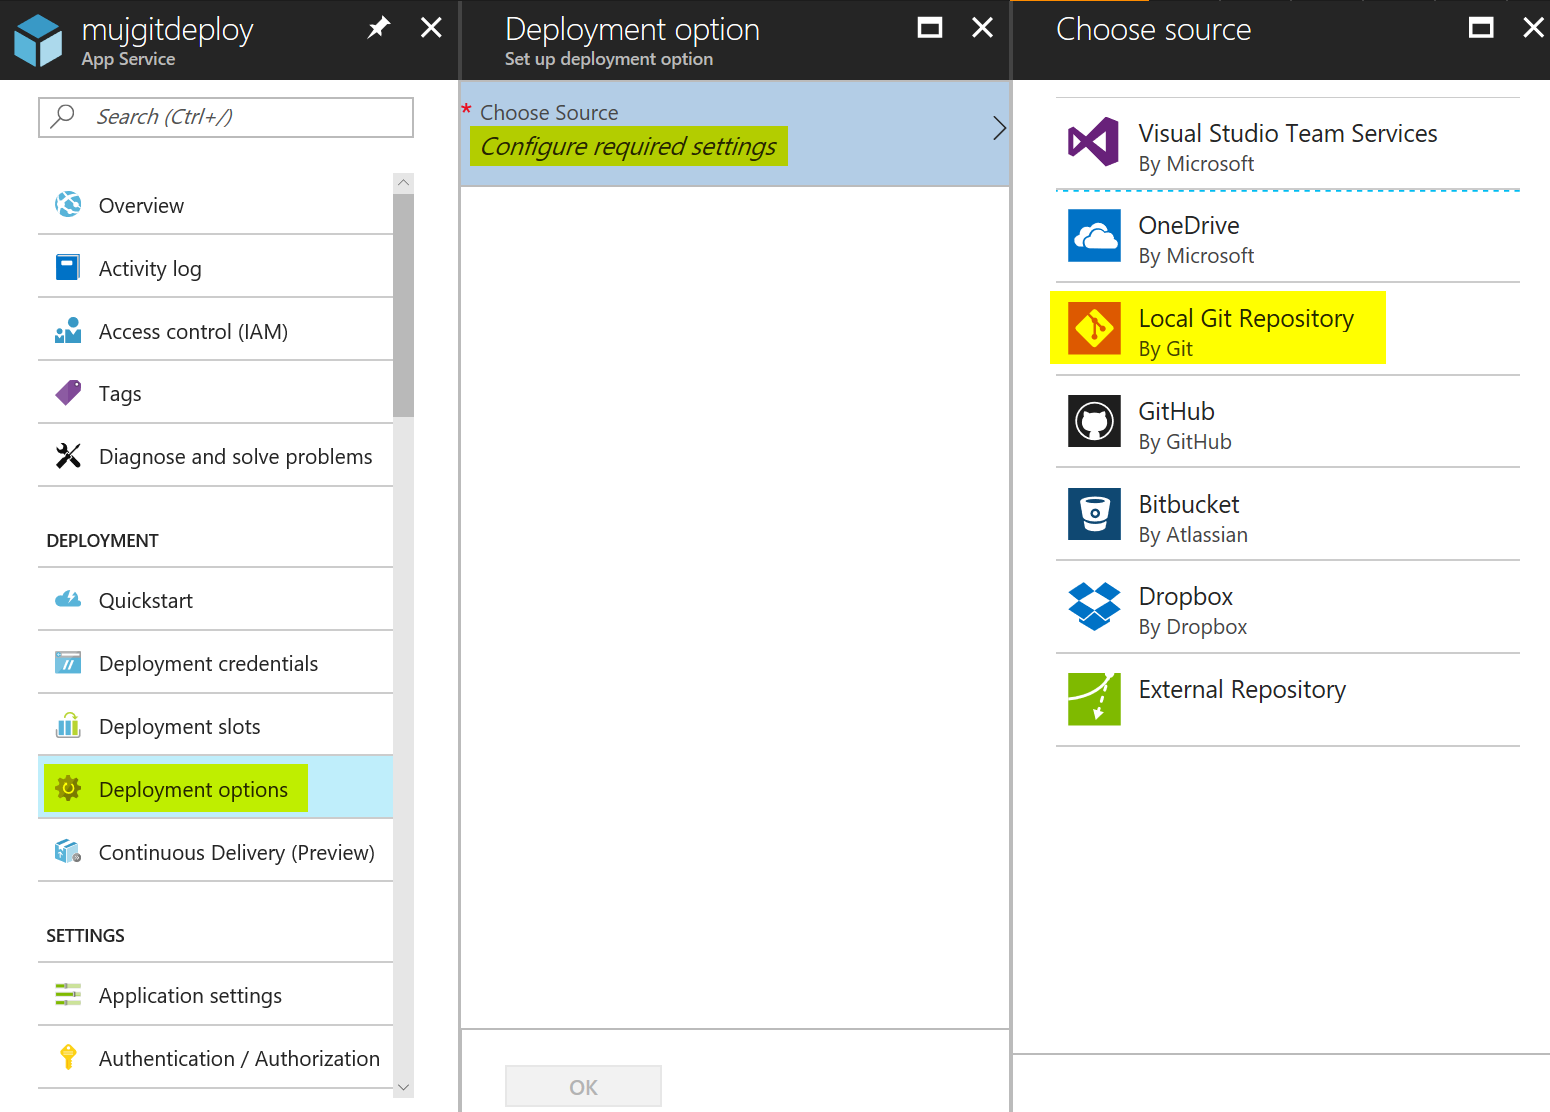 mujgitdeploy
App Service
Search (Ctrl+/)
Overview
Activity log
Access control (IAM)
Tags
Diagnose and solve problems
DEPLOYMENT
Quickstart
Deployment credentials
Deployment slots
Deployment options
Continuous Delivery (Preview)
SETTINGS
Application settings
Authentication / Authorization
Deployment option
Set up deployment option
* Choose Source
Configure required settings
OK
Choose source
Visual Studio Team Services
By Microsoft
OneDrive
By Microsoft
Local Git Repository
By Git
GitHub
By GitHub
Bitbucket
By Atlassian
Dropbox
By Dropbox
External Repository